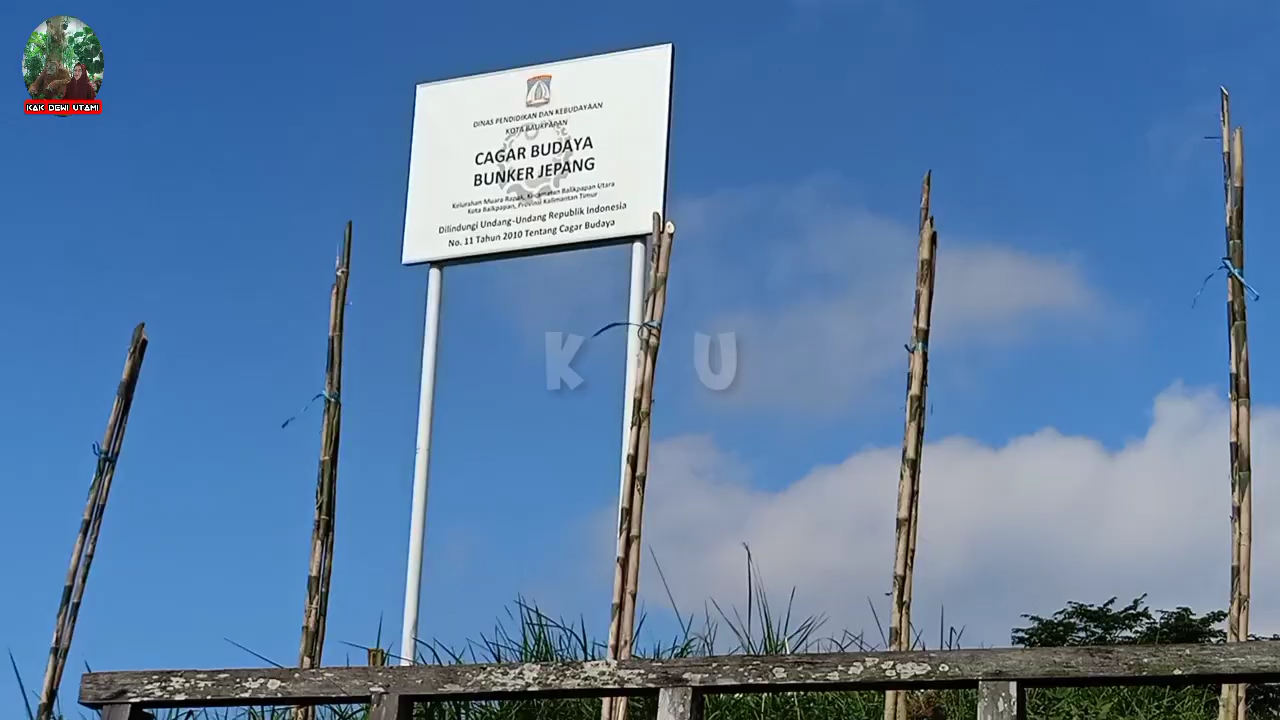 KAK DEWI UTAMI
DINAS PENDIDIKAN DAN KEBUDAYAAN
KOTA BALIKPAPAN
CAGAR BUDAYA
BUNKER JEPANG
Kelurahan Muara Rapak, Kecamatan Balikpapan Utara
Kota Balikpapan, Provinsi Kalimantan Timur
Dilindungi Undang-Undang Republik Indonesia
No. 11 Tahun 2010 Tentang Cagar Budaya
K U